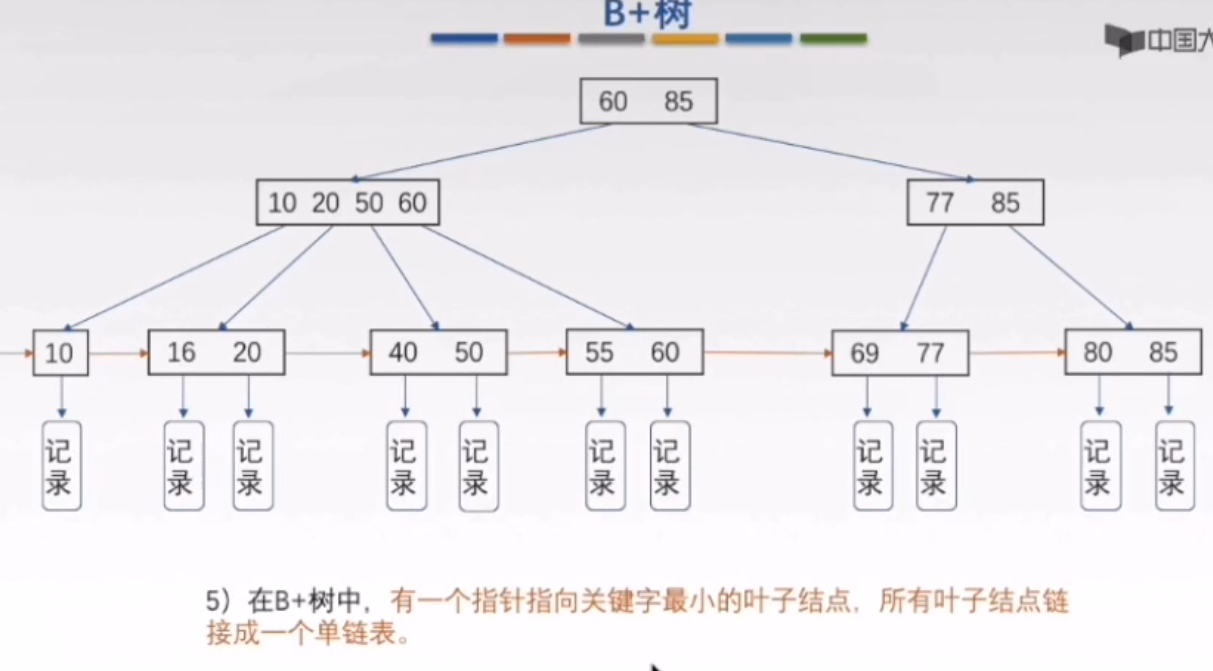 B+树
中国大
60 85
10 20 50 60
77 85
10
16 20
40 50
55 60
69 77
80 85
记录
记录
记录
记录
记录
记录
记录
记录
记录
记录
记录
5）在B+树中，有一个指针指向关键字最小的叶子结点，所有叶子结点链
接成一个单链表。